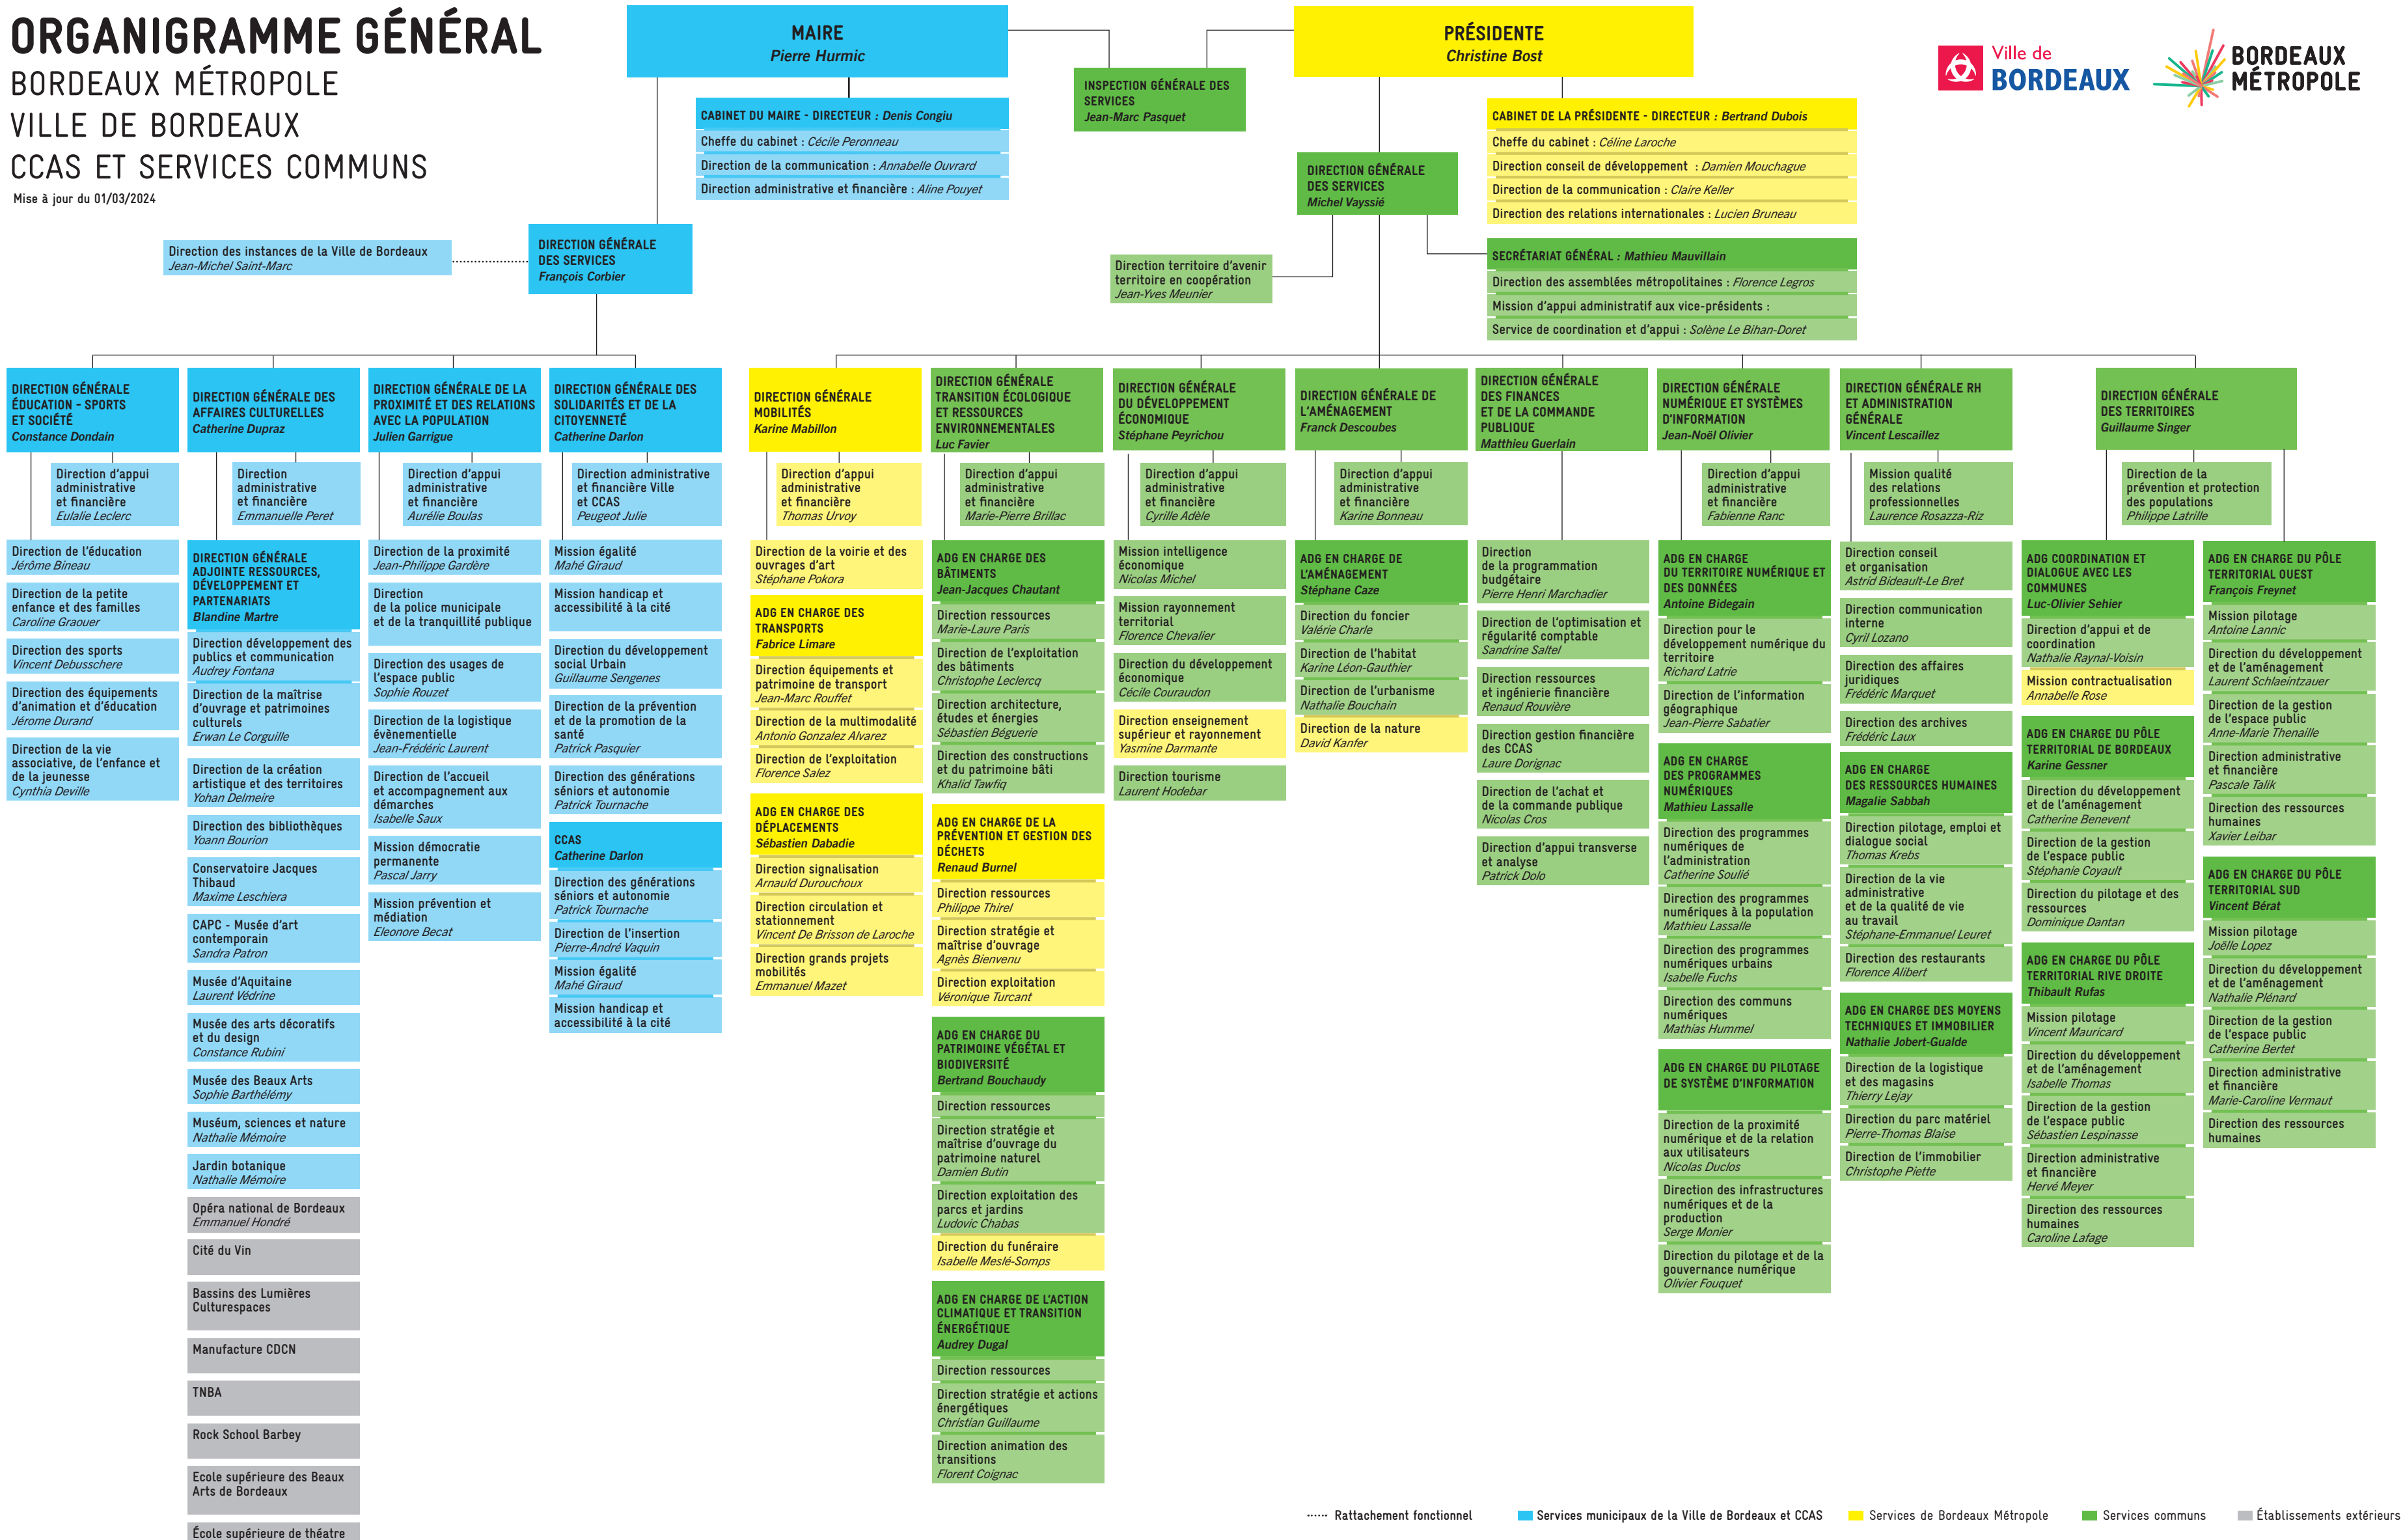 ORGANIGRAMME GÉNÉRAL
BORDEAUX MÉTROPOLE
VILLE DE BORDEAUX
CCAS ET SERVICES COMMUNS
Mise à jour du 01/03/2024
MAIRE
Pierre Hurmic
PRÉSIDENTE
Christine Bost
Ville de
BORDEAUX
BORDEAUX
MÉTROPOLE
INSPECTION GÉNÉRALE DES
SERVICES
Jean-Marc Pasquet
CABINET DU MAIRE - DIRECTEUR : Denis Congiu
Cheffe du cabinet : Cécile Peronneau
Direction de la communication : Annabelle Ouvrard
Direction administrative et financière : Aline Pouyet
CABINET DE LA PRÉSIDENTE - DIRECTEUR : Bertrand Dubois
Cheffe du cabinet : Céline Laroche
Direction conseil de développement : Damien Mouchague
Direction de la communication : Claire Keller
Direction des relations internationales : Lucien Bruneau
DIRECTION GÉNÉRALE
DES SERVICES
Michel Vayssié
Direction des instances de la Ville de Bordeaux
Jean-Michel Saint-Marc
DIRECTION GÉNÉRALE
DES SERVICES
François Corbier
Direction territoire d'avenir
territoire en coopération
Jean-Yves Meunier
SECRÉTARIAT GÉNÉRAL : Mathieu Mauvillain
Direction des assemblées métropolitaines : Florence Legros
Mission d'appui administratif aux vice-présidents :
Service de coordination et d'appui : Solène Le Bihan-Doret
DIRECTION GÉNÉRALE
ÉDUCATION - SPORTS
ET SOCIÉTÉ
Constance Dondain
Direction d'appui
administrative
et financière
Eulalie Leclerc
Direction de l'éducation
Jérôme Bineau
Direction de la petite
enfance et des familles
Caroline Graouer
Direction des sports
Vincent Debusschere
Direction des équipements
d'animation et d'éducation
Jérome Durand
Direction de la vie
associative, de l'enfance et
de la jeunesse
Cynthia Deville
DIRECTION GÉNÉRALE DES
AFFAIRES CULTURELLES
Catherine Dupraz
Direction
administrative
et financière
Emmanuelle Peret
DIRECTION GÉNÉRALE
ADJOINTE RESSOURCES,
DÉVELOPPEMENT ET
PARTENARIATS
Blandine Martre
Direction développement des
publics et communication
Audrey Fontana
Direction de la maîtrise
d'ouvrage et patrimoines
culturels
Erwan Le Corguille
Direction de la création
artistique et des territoires
Yohan Delmeire
Direction des bibliothèques
Yoann Bourion
Conservatoire Jacques
Thibaud
Maxime Leschiera
CAPC - Musée d'art
contemporain
Sandra Patron
Musée d'Aquitaine
Laurent Védrine
Musée des arts décoratifs
et du design
Constance Rubini
Musée des Beaux Arts
Sophie Barthélémy
Muséum, sciences et nature
Nathalie Mémoire
Jardin botanique
Nathalie Mémoire
Opéra national de Bordeaux
Emmanuel Hondré
Cité du Vin
Bassins des Lumières
Culturespaces
Manufacture CDCN
TNBA
Rock School Barbey
Ecole supérieure des Beaux
Arts de Bordeaux
École supérieure de théatre
DIRECTION GÉNÉRALE DE LA
PROXIMITÉ ET DES RELATIONS
AVEC LA POPULATION
Julien Garrigue
Direction d'appui
administrative
et financière
Aurélie Boulas
Direction de la proximité
Jean-Philippe Gardère
Direction
de la police municipale
et de la tranquillité publique
Direction des usages de
l'espace public
Sophie Rouzet
Direction de la logistique
évènementielle
Jean-Frédéric Laurent
Direction de l'accueil
et accompagnement aux
démarches
Isabelle Saux
Mission démocratie
permanente
Pascal Jarry
Mission prévention et
médiation
Eleonore Becat
DIRECTION GÉNÉRALE DES
SOLIDARITÉS ET DE LA
CITOYENNETÉ
Catherine Darlon
Direction administrative
et financière Ville
et CCAS
Peugeot Julie
Mission égalité
Mahé Giraud
Mission handicap et
accessibilité à la cité
Direction du développement
social Urbain
Guillaume Sengenes
Direction de la prévention
et de la promotion de la
santé
Patrick Pasquier
Direction des générations
séniors et autonomie
Patrick Tournache
CCAS
Catherine Darlon
Direction des générations
séniors et autonomie
Patrick Tournache
Direction de l'insertion
Pierre-André Vaquin
Mission égalité
Mahé Giraud
Mission handicap et
accessibilité à la cité
DIRECTION GÉNÉRALE
MOBILITÉS
Karine Mabillon
Direction d'appui
administrative
et financière
Thomas Urvoy
Direction de la voirie et des
ouvrages d'art
Stéphane Pokora
ADG EN CHARGE DES
TRANSPORTS
Fabrice Limare
Direction équipements et
patrimoine de transport
Jean-Marc Rouffet
Direction de la multimodalité
Antonio Gonzalez Alvarez
Direction de l'exploitation
Florence Salez
ADG EN CHARGE DES
DÉPLACEMENTS
Sébastien Dabadie
Direction signalisation
Arnauld Durouchoux
Direction circulation et
stationnement
Vincent De Brisson de Laroche
Direction grands projets
mobilités
Emmanuel Mazet
DIRECTION GÉNÉRALE
TRANSITION ÉCOLOGIQUE
ET RESSOURCES
ENVIRONNEMENTALES
Luc Favier
Direction d'appui
administrative
et financière
Marie-Pierre Brillac
ADG EN CHARGE DES
BÂTIMENTS
Jean-Jacques Chautant
Direction ressources
Marie-Laure Paris
Direction de l'exploitation
des bâtiments
Christophe Leclercq
Direction architecture,
études et énergies
Sébastien Béguerie
Direction des constructions
et du patrimoine bâti
Khalid Tawfiq
ADG EN CHARGE DE LA
PRÉVENTION ET GESTION DES
DÉCHETS
Renaud Burnel
Direction ressources
Philippe Thirel
Direction stratégie et
maîtrise d'ouvrage
Agnès Bienvenu
Direction exploitation
Véronique Turcant
ADG EN CHARGE DU
PATRIMOINE VÉGÉTAL ET
BIODIVERSITÉ
Bertrand Bouchaudy
Direction ressources
Direction stratégie et
maîtrise d'ouvrage du
patrimoine naturel
Damien Butin
Direction exploitation des
parcs et jardins
Ludovic Chabas
Direction du funéraire
Isabelle Meslé-Somps
ADG EN CHARGE DE L'ACTION
CLIMATIQUE ET TRANSITION
ÉNERGÉTIQUE
Audrey Dugal
Direction ressources
Direction stratégie et actions
énergétiques
Christian Guillaume
Direction animation des
transitions
Florent Coignac
DIRECTION GÉNÉRALE
DU DÉVELOPPEMENT
ÉCONOMIQUE
Stéphane Peyrichou
Direction d'appui
administrative
et financière
Cyrille Adèle
Mission intelligence
économique
Nicolas Michel
Mission rayonnement
territorial
Florence Chevalier
Direction du développement
économique
Cécile Couraudon
Direction enseignement
supérieur et rayonnement
Yasmine Darmante
Direction tourisme
Laurent Hodebar
DIRECTION GÉNÉRALE DE
L'AMÉNAGEMENT
Franck Descoubes
Direction d'appui
administrative
et financière
Karine Bonneau
ADG EN CHARGE DE
L'AMÉNAGEMENT
Stéphane Caze
Direction du foncier
Valérie Charle
Direction de l'habitat
Karine Léon-Gauthier
Direction de l'urbanisme
Nathalie Bouchain
Direction de la nature
David Kanfer
DIRECTION GÉNÉRALE
DES FINANCES
ET DE LA COMMANDE
PUBLIQUE
Matthieu Guerlain
Direction
de la programmation
budgétaire
Pierre Henri Marchadier
Direction de l'optimisation et
régularité comptable
Sandrine Saltel
Direction ressources
et ingénierie financière
Renaud Rouvière
Direction gestion financière
des CCAS
Laure Dorignac
Direction de l'achat et
de la commande publique
Nicolas Cros
Direction d'appui transverse
et analyse
Patrick Dolo
DIRECTION GÉNÉRALE
NUMÉRIQUE ET SYSTÈMES
D'INFORMATION
Jean-Noël Olivier
Direction d'appui
administrative
et financière
Fabienne Ranc
ADG EN CHARGE
DU TERRITOIRE NUMÉRIQUE ET
DES DONNÉES
Antoine Bidegain
Direction pour le
développement numérique du
territoire
Richard Latrie
Direction de l'information
géographique
Jean-Pierre Sabatier
ADG EN CHARGE
DES PROGRAMMES
NUMÉRIQUES
Mathieu Lassalle
Direction des programmes
numériques de
l'administration
Catherine Soulié
Direction des programmes
numériques à la population
Mathieu Lassalle
Direction des programmes
numériques urbains
Isabelle Fuchs
Direction des communs
numériques
Mathias Hummel
ADG EN CHARGE DU PILOTAGE
DE SYSTÈME D'INFORMATION
Direction de la proximité
numérique et de la relation
aux utilisateurs
Nicolas Duclos
Direction des infrastructures
numériques et de la
production
Serge Monier
Direction du pilotage et de la
gouvernance numérique
Olivier Fouquet
DIRECTION GÉNÉRALE RH
ET ADMINISTRATION
GÉNÉRALE
Vincent Lescaillez
Mission qualité
des relations
professionnelles
Laurence Rosazza-Riz
Direction conseil
et organisation
Astrid Bideault-Le Bret
Direction communication
interne
Cyril Lozano
Direction des affaires
juridiques
Frédéric Marquet
Direction des archives
Frédéric Laux
ADG EN CHARGE
DES RESSOURCES HUMAINES
Magalie Sabbah
Direction pilotage, emploi et
dialogue social
Thomas Krebs
Direction de la vie
administrative
et de la qualité de vie
au travail
Stéphane-Emmanuel Leuret
Direction des restaurants
Florence Alibert
ADG EN CHARGE DES MOYENS
TECHNIQUES ET IMMOBILIER
Nathalie Jobert-Gualde
Direction de la logistique
et des magasins
Thierry Lejay
Direction du parc matériel
Pierre-Thomas Blaise
Direction de l'immobilier
Christophe Piette
DIRECTION GÉNÉRALE
DES TERRITOIRES
Guillaume Singer
Direction de la
prévention et protection
des populations
Philippe Latrille
ADG COORDINATION ET
DIALOGUE AVEC LES
COMMUNES
Luc-Olivier Sehier
Direction d'appui et de
coordination
Nathalie Raynal-Voisin
Mission contractualisation
Annabelle Rose
ADG EN CHARGE DU PÔLE
TERRITORIAL DE BORDEAUX
Karine Gessner
Direction du développement
et de l'aménagement
Catherine Benevent
Direction de la gestion
de l'espace public
Stéphanie Coyault
Direction du pilotage et des
ressources
Dominique Dantan
ADG EN CHARGE DU PÔLE
TERRITORIAL RIVE DROITE
Thibault Rufas
Mission pilotage
Vincent Mauricard
Direction du développement
et de l'aménagement
Isabelle Thomas
Direction de la gestion
de l'espace public
Sébastien Lespinasse
Direction administrative
et financière
Hervé Meyer
Direction des ressources
humaines
Caroline Lafage
ADG EN CHARGE DU PÔLE
TERRITORIAL OUEST
François Freynet
Mission pilotage
Antoine Lannic
Direction du développement
et de l'aménagement
Laurent Schlaeintzauer
Direction de la gestion
de l'espace public
Anne-Marie Thenaille
Direction administrative
et financière
Pascale Talik
Direction des ressources
humaines
Xavier Leibar
ADG EN CHARGE DU PÔLE
TERRITORIAL SUD
Vincent Bérat
Mission pilotage
Joëlle Lopez
Direction du développement
et de l'aménagement
Nathalie Plénard
Direction de la gestion
de l'espace public
Catherine Bertet
Direction administrative
et financière
Marie-Caroline Vermaut
Direction des ressources
humaines
Rattachement fonctionnel
Services municipaux de la Ville de Bordeaux et CCAS
Services de Bordeaux Métropole
Services communs
Établissements extérieurs